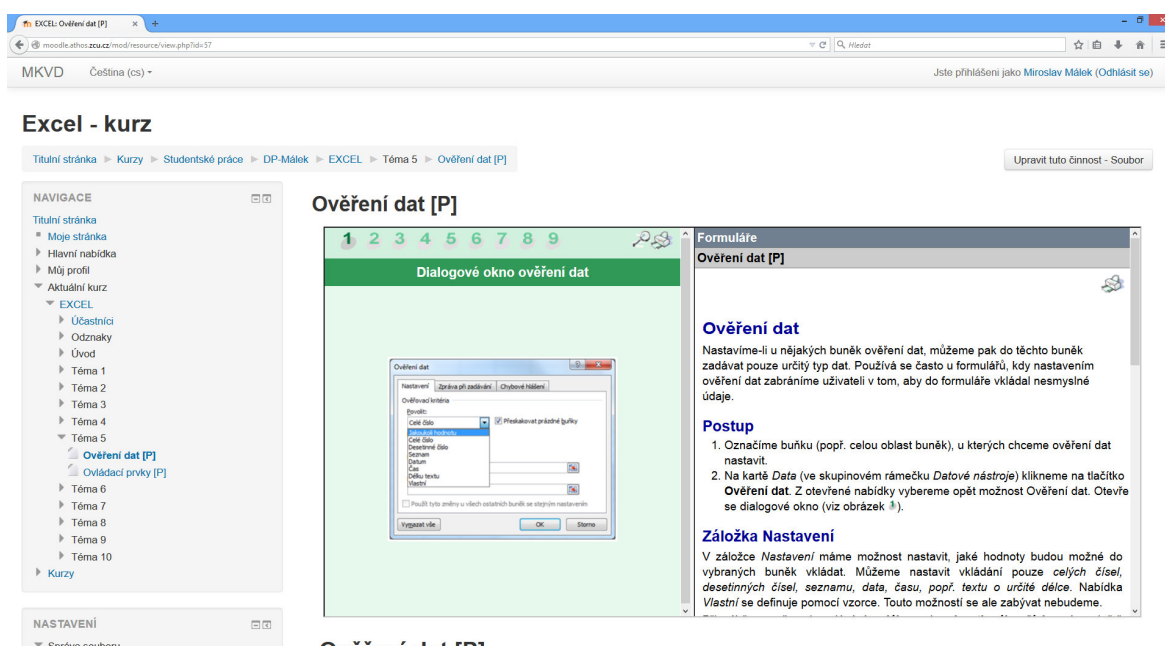 EXCEL: Ověření dat [P]
moodle.athos.zcu.cz/mod/resource/view.php?id=57
Hledat
MKVD Čeština (cs)
Jste přihlášeni jako Miroslav Málek (Odhlásit se)
Excel - kurz
Titulní stránka Kurzy Studentské práce DP-Málek EXCEL Téma 5 Ověření dat [P]
Upravit tuto činnost - Soubor
NAVIGACE
Titulní stránka
Moje stránka
Hlavní nabídka
Můj profil
Aktuální kurz
EXCEL
Účastníci
Odznaky
Úvod
Téma 1
Téma 2
Téma 3
Téma 4
Téma 5
Ověření dat [P]
Ovládací prvky [P]
Téma 6
Téma 7
Téma 8
Téma 9
Téma 10
Kurzy
NASTAVENÍ
Správa souboru
Ověření dat [P]
1 2 3 4 5 6 7 8 9
Dialogové okno ověření dat
Ověření dat
Nastavení Zpráva při zadávání Chybové hlášení
Ověřovací kritéria
Povolit:
Celé číslo
Přeskakovat prázdné buňky
Jakoukoli hodnotu
Celé číslo
Desetinné číslo
Seznam
Datum
Čas
Délku textu
Vlastní
Použít tyto změny u všech ostatních buněk se stejným nastavením
Vymazat vše OK Storno
Formuláře
Ověření dat [P]
Ověření dat
Nastavíme-li u nějakých buněk ověření dat, můžeme pak do těchto buněk
zadávat pouze určitý typ dat. Používá se často u formulářů, kdy nastavením
ověření dat zabráníme uživateli v tom, aby do formuláře vkládal nesmyslné
údaje.
Postup
1. Označíme buňku (popř. celou oblast buněk), u kterých chceme ověření dat
nastavit.
2. Na kartě Data (ve skupinovém rámečku Datové nástroje) klikneme na tlačítko
Ověření dat. Z otevřené nabídky vybereme opět možnost Ověření dat. Otevře
se dialogové okno (viz obrázek 1).
Záložka Nastavení
V záložce Nastavení máme možnost nastavit, jaké hodnoty budou možné do
vybraných buněk vkládat. Můžeme nastavit vkládání pouze celých čísel,
desetinných čísel, seznamu, data, času, popř. textu o určité délce. Nabídka
Vlastní se definuje pomocí vzorce. Touto možností se ale zabývat nebudeme.
Ověření dat [P]